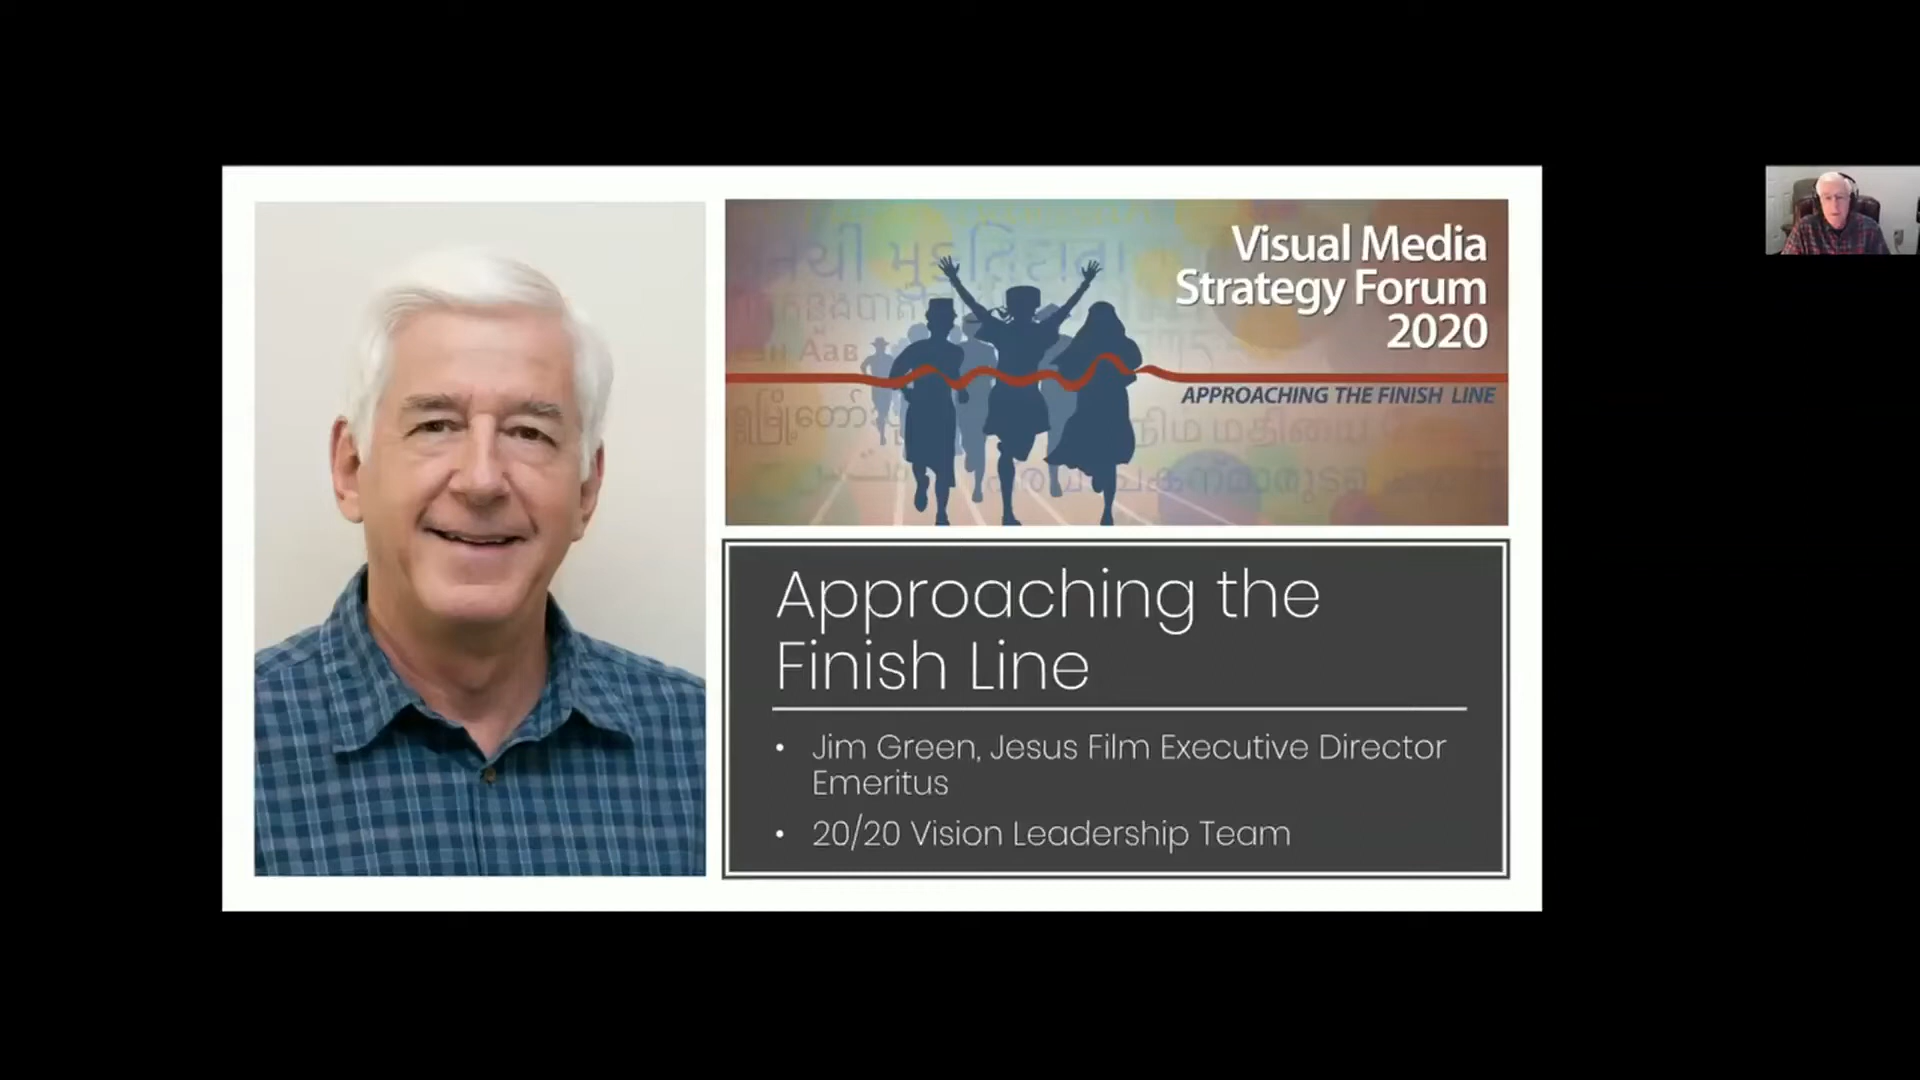 Visual Media
Strategy Forum
2020
APPROACHING THE FINISH LINE
Approaching the
Finish Line
• Jim Green, Jesus Film Executive Director
Emeritus
• 20/20 Vision Leadership Team